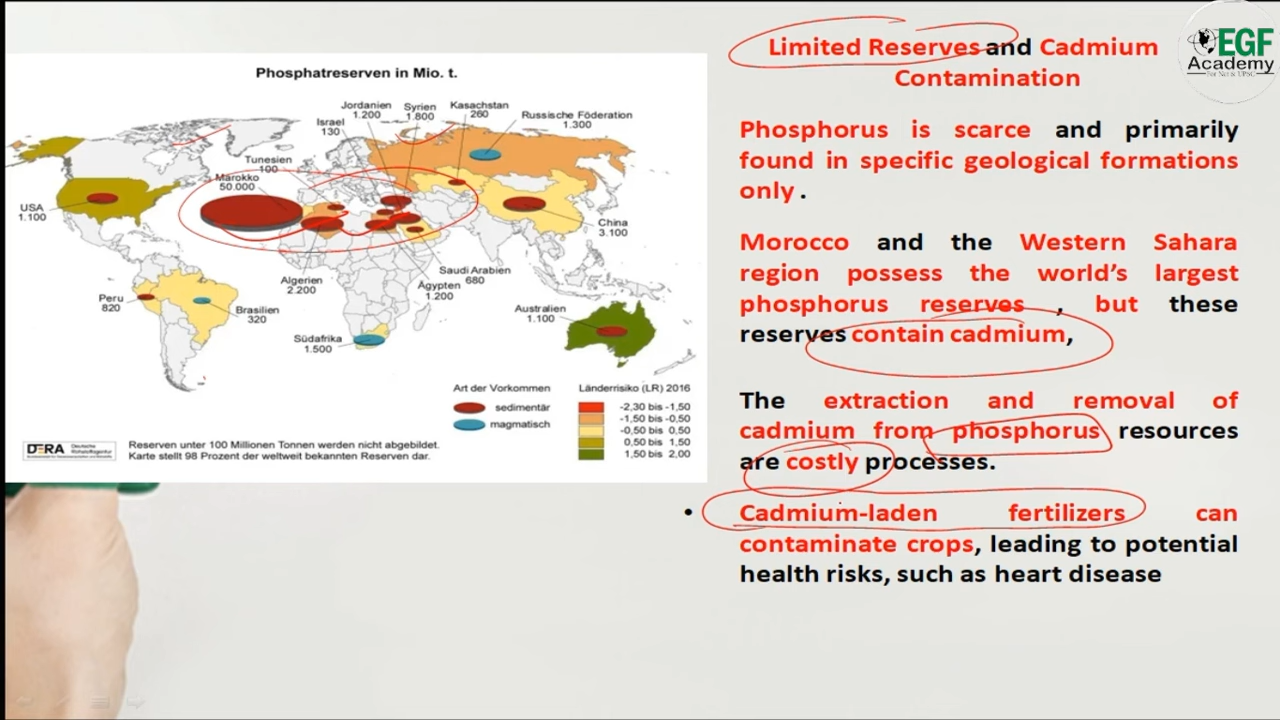 Limited Reserves and Cadmium
Contamination
EGF
Academy
For Net & UPSC
Phosphorus is scarce and primarily
found in specific geological formations
only .
Morocco and the Western Sahara
region possess the world's largest
phosphorus reserves , but these
reserves contain cadmium,
The extraction and removal of
cadmium from phosphorus resources
are costly processes.
• Cadmium-laden fertilizers can
contaminate crops, leading to potential
health risks, such as heart disease
Phosphatreserven in Mio. t.
Jordanien
1.200
Syrien
1.800
Kasachstan
260
Russische Föderation
1.300
Israel
130
Tunesien
100
Marokko
50.000
USA
1.100
China
3.100
Algerien
2.200
Saudi Arabien
680
Ägypten
1.200
Peru
820
Brasilien
320
Südafrika
1.500
Australien
1.100
Art der Vorkommen
sedimentär
magmatisch
Länderrisiko (LR) 2016
-2,30 bis -1,50
-1,50 bis -0,50
-0,50 bis 0,50
0,50 bis 1,50
1,50 bis 2,00
DERA
Deutsche
Rohstoffagentur
Reserven unter 100 Millionen Tonnen werden nicht abgebildet.
Karte stellt 98 Prozent der weltweit bekannten Reserven dar.